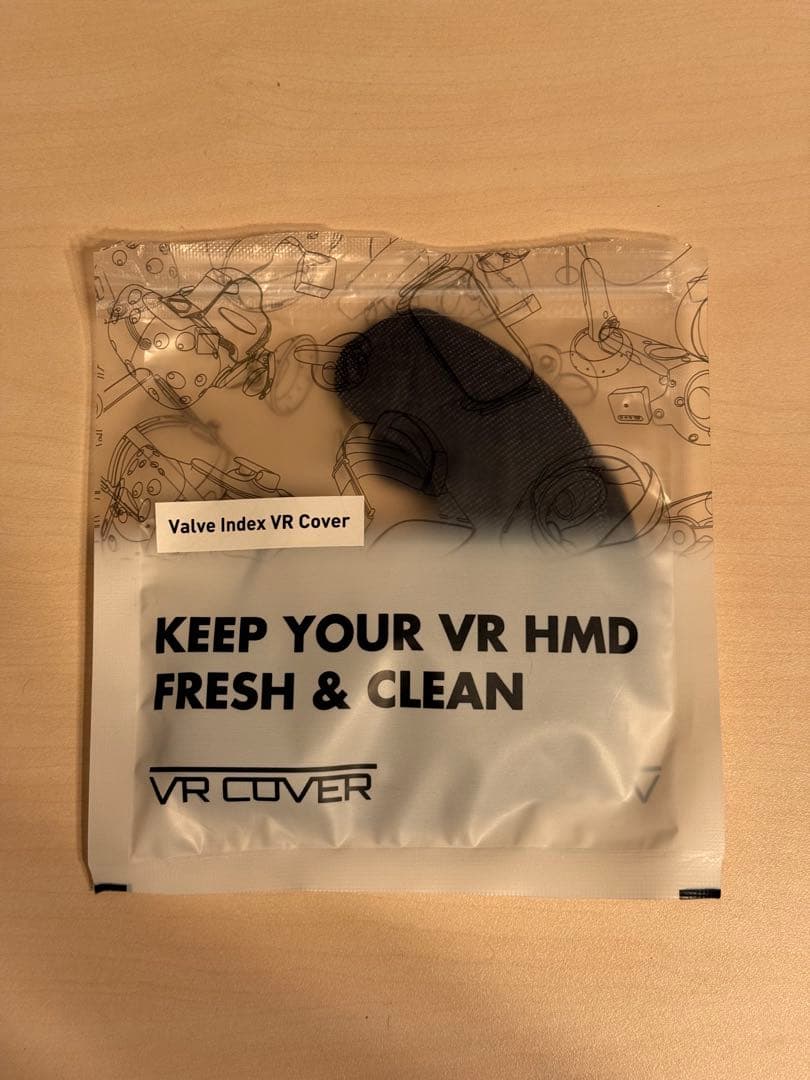 Valve Index VR Cover
KEEP YOUR VR HMD
FRESH & CLEAN
VR COVER